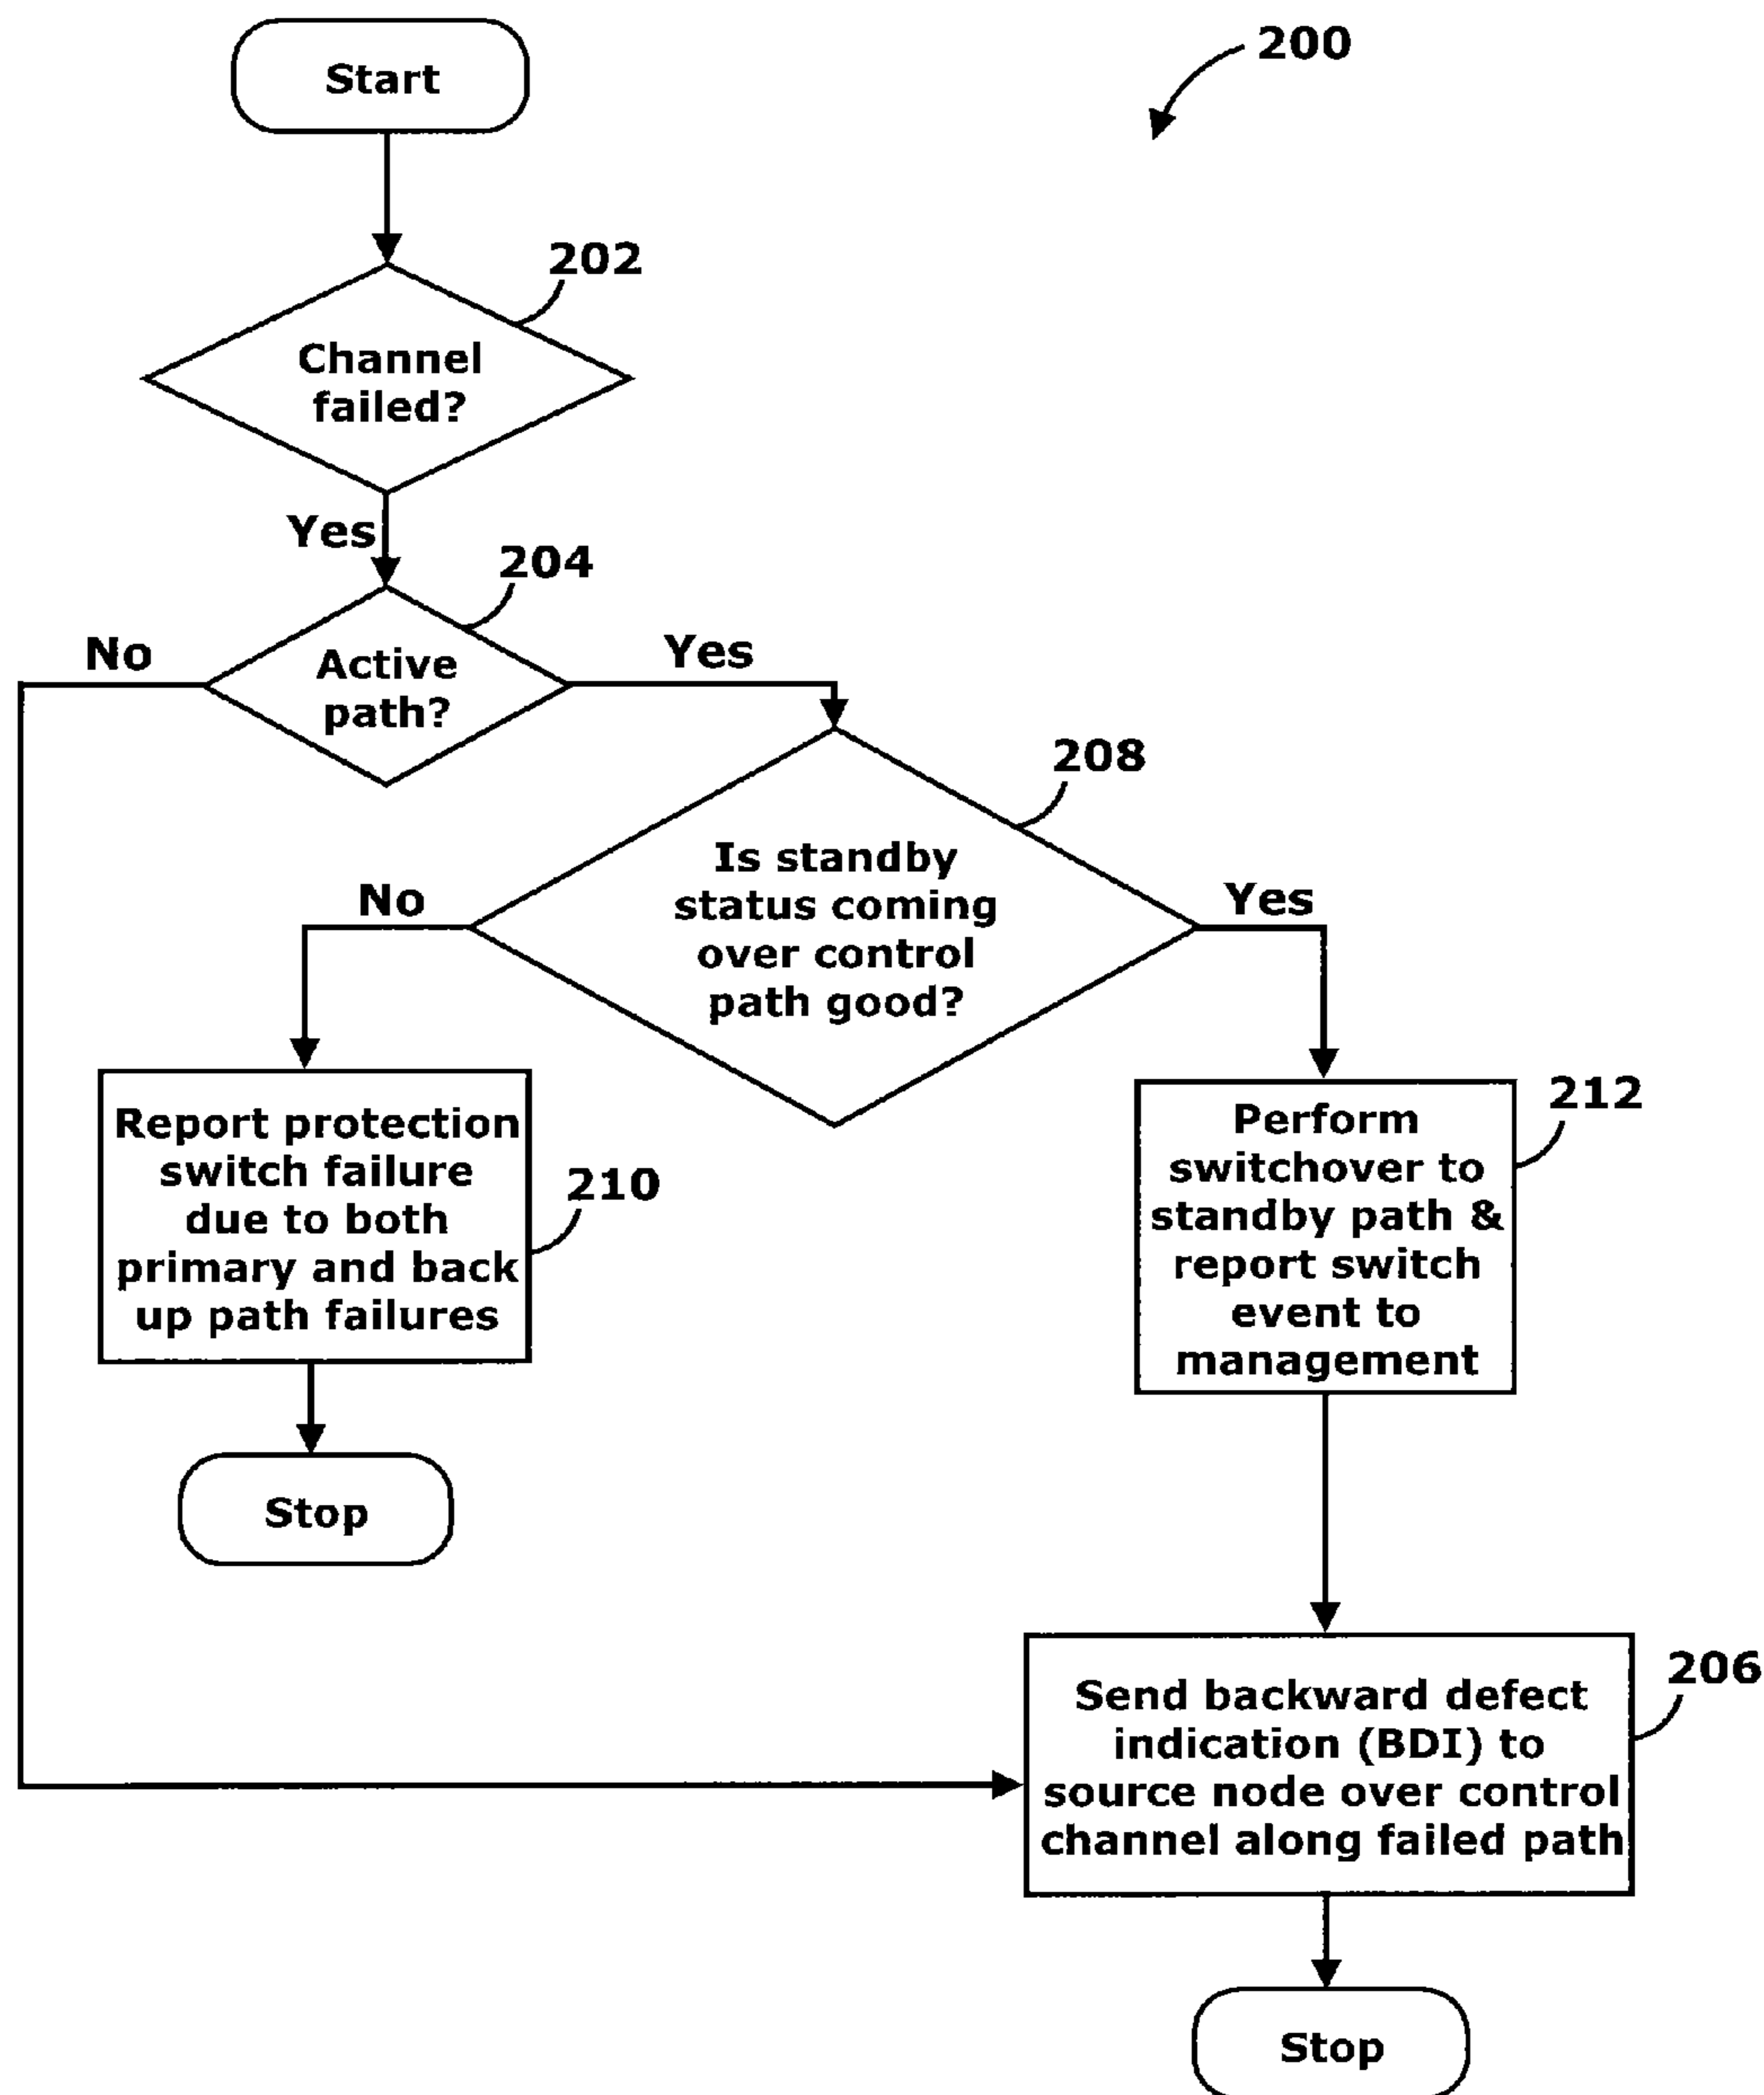 Start
200
202
Channel
failed?
Yes
204
No
Active
path?
Yes
208
Is standby
status coming
over control
path good?
No
Yes
Report protection
switch failure
due to both
primary and back
up path failures
210
Perform
switchover to
standby path &
report switch
event to
management
212
Stop
Send backward defect
indication (BDI) to
source node over control
channel along failed path
206
Stop